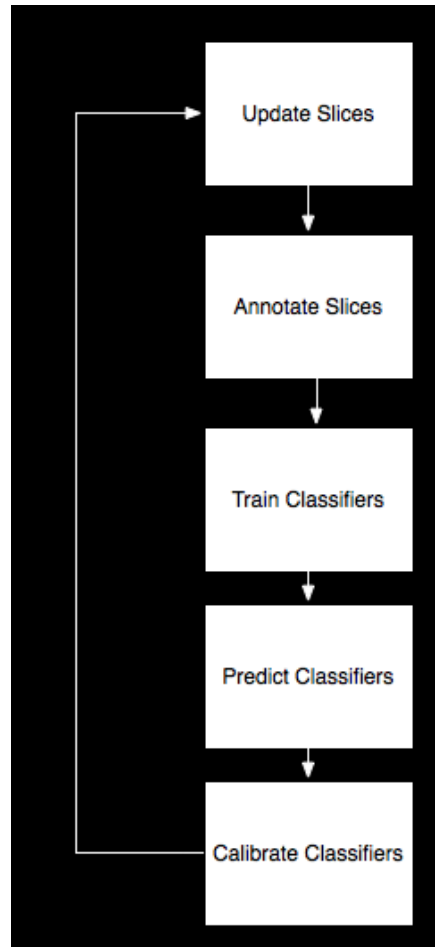 Update Slices
Annotate Slices
Train Classifiers
Predict Classifiers
Calibrate Classifiers